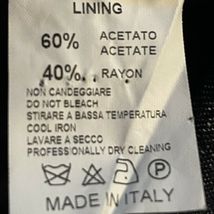 LINING
60% ACETATO
ACETATE
40% RAYON
NON CANDEGGIARE
DO NOT BLEACH
STIRARE A BASSA TEMPERATURA
COOL IRON
LAVARE A SECCO
PROFESSIONALLY DRY CLEANING
P
MADE IN ITALY